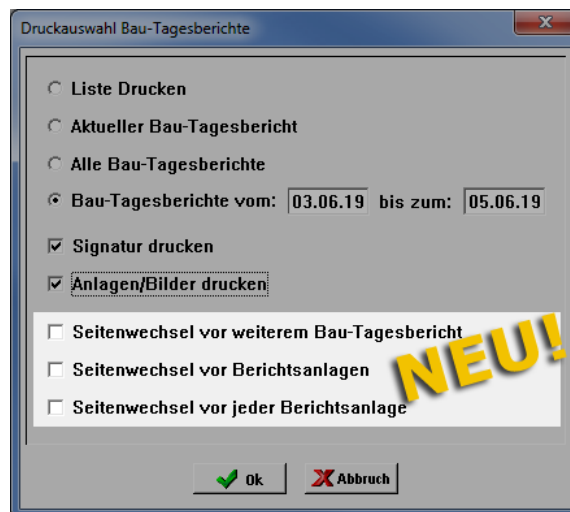 Druckauswahl Bau-Tagesberichte
Liste Drucken
Aktueller Bau-Tagesbericht
Alle Bau-Tagesberichte
Bau-Tagesberichte vom: 03.06.19 bis zum: 05.06.19
Signatur drucken
Anlagen/Bilder drucken
Seitenwechsel vor weiterem Bau-Tagesbericht
Seitenwechsel vor Berichtsanlagen
Seitenwechsel vor jeder Berichtsanlage
NEU!
Ok Abbruch